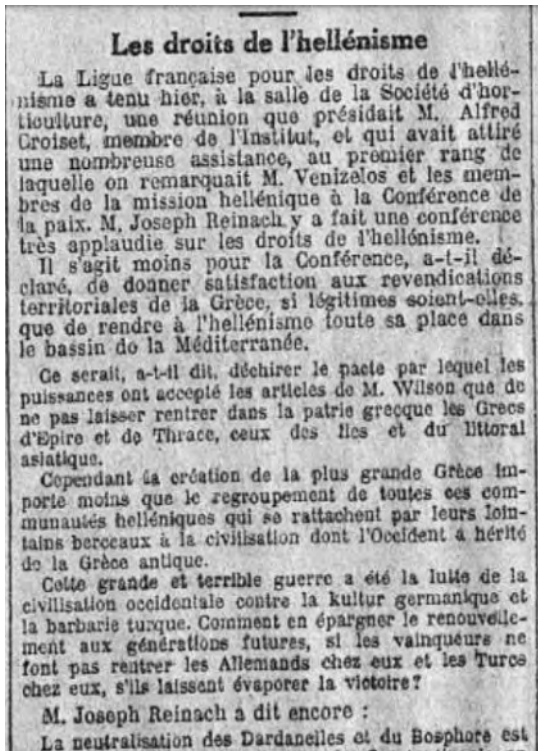 Les droits de l'hellénisme
La Ligue française pour les droits de l'hellé-
nisme a tenu hier, à la salle de la Société d'hor-
ticulture, une réunion que présidait M. Alfred
Croiset, membre de l'Institut, et qui avait attiré
une nombreuse assistance, au premier rang de
laquelle on remarquait M. Venizelos et les mem-
bres de la mission hellénique à la Conférence de
la paix. M. Joseph Reinach y a fait une conférence
très applaudie sur les droits de l'hellénisme.
Il s'agit moins pour la Conférence, a-t-il dé-
claré, de donner satisfaction aux revendications
territoriales de la Grèce, si légitimes soient-elles,
que de rendre à l'hellénisme toute sa place dans
le bassin de la Méditerranée.
Ce serait, a-t-il dit, déchirer le pacte par lequel les
puissances ont accepté les articles de M. Wilson que de
ne pas laisser rentrer dans la patrie grecque les Grecs
d'Epire et de Thrace, ceux des îles et du littoral
asiatique.
Cependant la création de la plus grande Grèce im-
porte moins que le regroupement de toutes ces com-
munautés helléniques qui se rattachent par leurs loin-
tains berceaux à la civilisation dont l'Occident a hérité
de la Grèce antique.
Cette grande et terrible guerre a été la lutte de la
civilisation occidentale contre la kultur germanique et
la barbarie turque. Comment en épargner le renouvelle-
ment aux générations futures, si les vainqueurs ne
font pas rentrer les Allemands chez eux et les Turcs
chez eux, s'ils laissent évaporer la victoire ?
M. Joseph Reinach a dit encore :
La neutralisation des Dardanelles et du Bosphore est